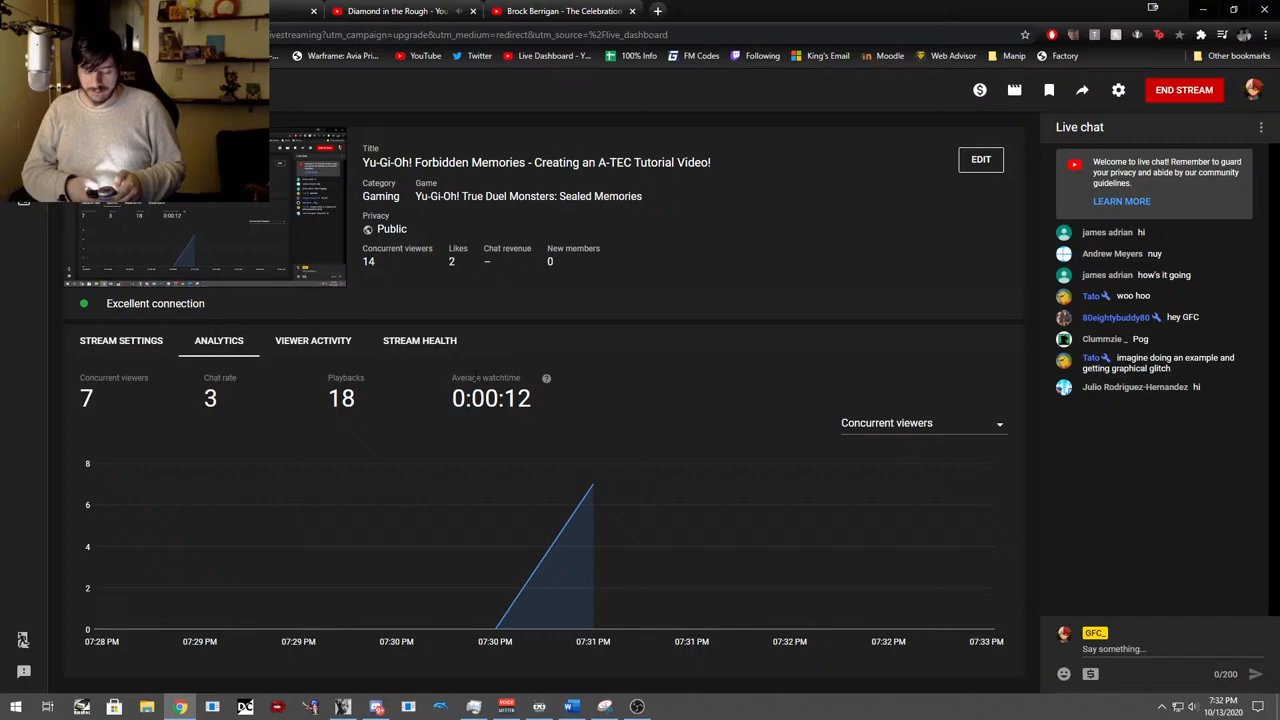 Diamond in the Rough - You
Brock Berrigan - The Celebration
ivestreaming?utm_campaign=upgrade&utm_medium=redirect&utm_source=%2Flive_dashboard
Warframe: Avia Pri... YouTube Twitter Live Dashboard - Y... 100% Info FM Codes Following King's Email Moodle Web Advisor Manip Factory Other bookmarks
END STREAM
Live chat
Title
Yu-Gi-Oh! Forbidden Memories - Creating an A-TEC Tutorial Video!
EDIT
Category Game
Gaming Yu-Gi-Oh! True Duel Monsters: Sealed Memories
Privacy
Public
Concurrent viewers Likes Chat revenue New members
14 2 – 0
Excellent connection
STREAM SETTINGS ANALYTICS VIEWER ACTIVITY STREAM HEALTH
Concurrent viewers Chat rate Playbacks Average watchtime
7 3 18 0:00:12
Concurrent viewers
8
6
4
2
0
07:28 PM 07:29 PM 07:29 PM 07:30 PM 07:30 PM 07:31 PM 07:31 PM 07:32 PM 07:32 PM 07:33 PM
Welcome to live chat! Remember to guard
your privacy and abide by our community
guidelines.
LEARN MORE
james adrian hi
Andrew Meyers nuy
james adrian how's it going
Tato woo hoo
80eightybuddy80 hey GFC
Clummzie _ Pog
Tato imagine doing an example and
getting graphical glitch
Julio Rodriguez-Hernandez hi
GFC_
Say something...
0/200
7:32 PM
10/13/2020